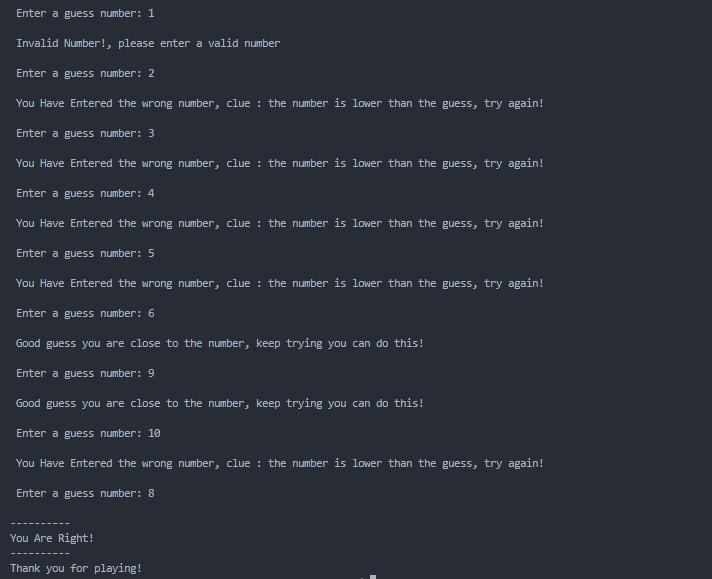 Enter a guess number: 1
Invalid Number!, please enter a valid number
Enter a guess number: 2
You Have Entered the wrong number, clue : the number is lower than the guess, try again!
Enter a guess number: 3
You Have Entered the wrong number, clue : the number is lower than the guess, try again!
Enter a guess number: 4
You Have Entered the wrong number, clue : the number is lower than the guess, try again!
Enter a guess number: 5
You Have Entered the wrong number, clue : the number is lower than the guess, try again!
Enter a guess number: 6
Good guess you are close to the number, keep trying you can do this!
Enter a guess number: 9
Good guess you are close to the number, keep trying you can do this!
Enter a guess number: 10
You Have Entered the wrong number, clue : the number is lower than the guess, try again!
Enter a guess number: 8
----------
You Are Right!
----------
Thank you for playing!